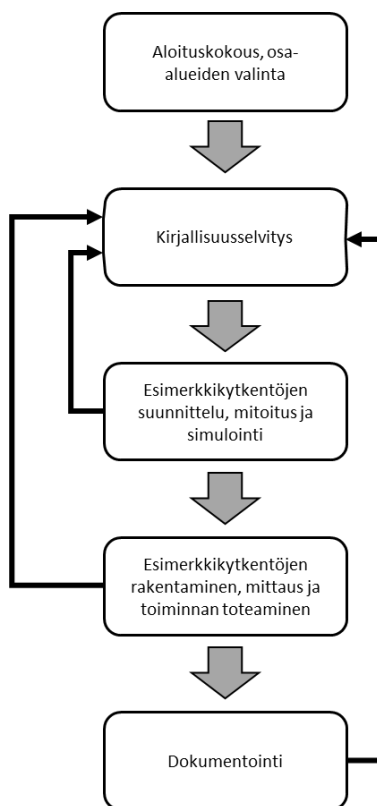 Aloituskokous, osa-
alueiden valinta
Kirjallisuusselvitys
Esimerkkikytkentöjen
suunnittelu, mitoitus ja
simulointi
Esimerkkikytkentöjen
rakentaminen, mittaus ja
toiminnan toteaminen
Dokumentointi